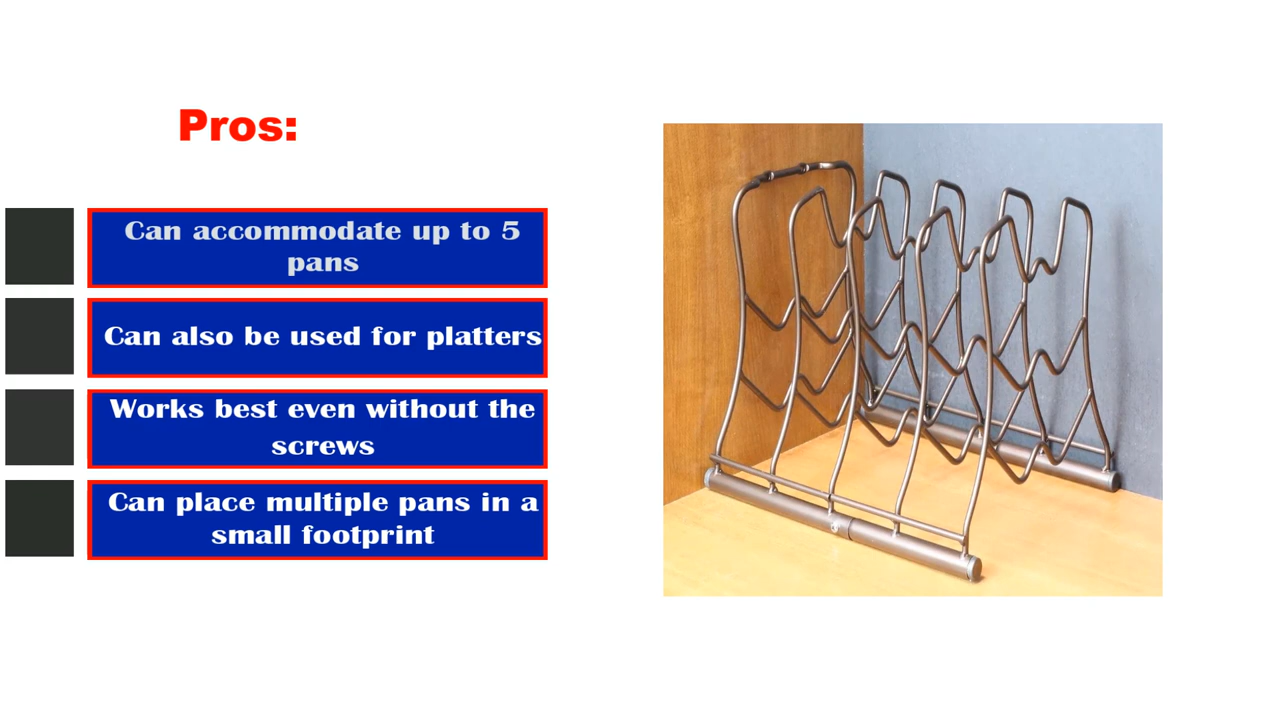 Pros:
Can accommodate up to 5
pans
Can also be used for platters
Works best even without the
screws
Can place multiple pans in a
small footprint